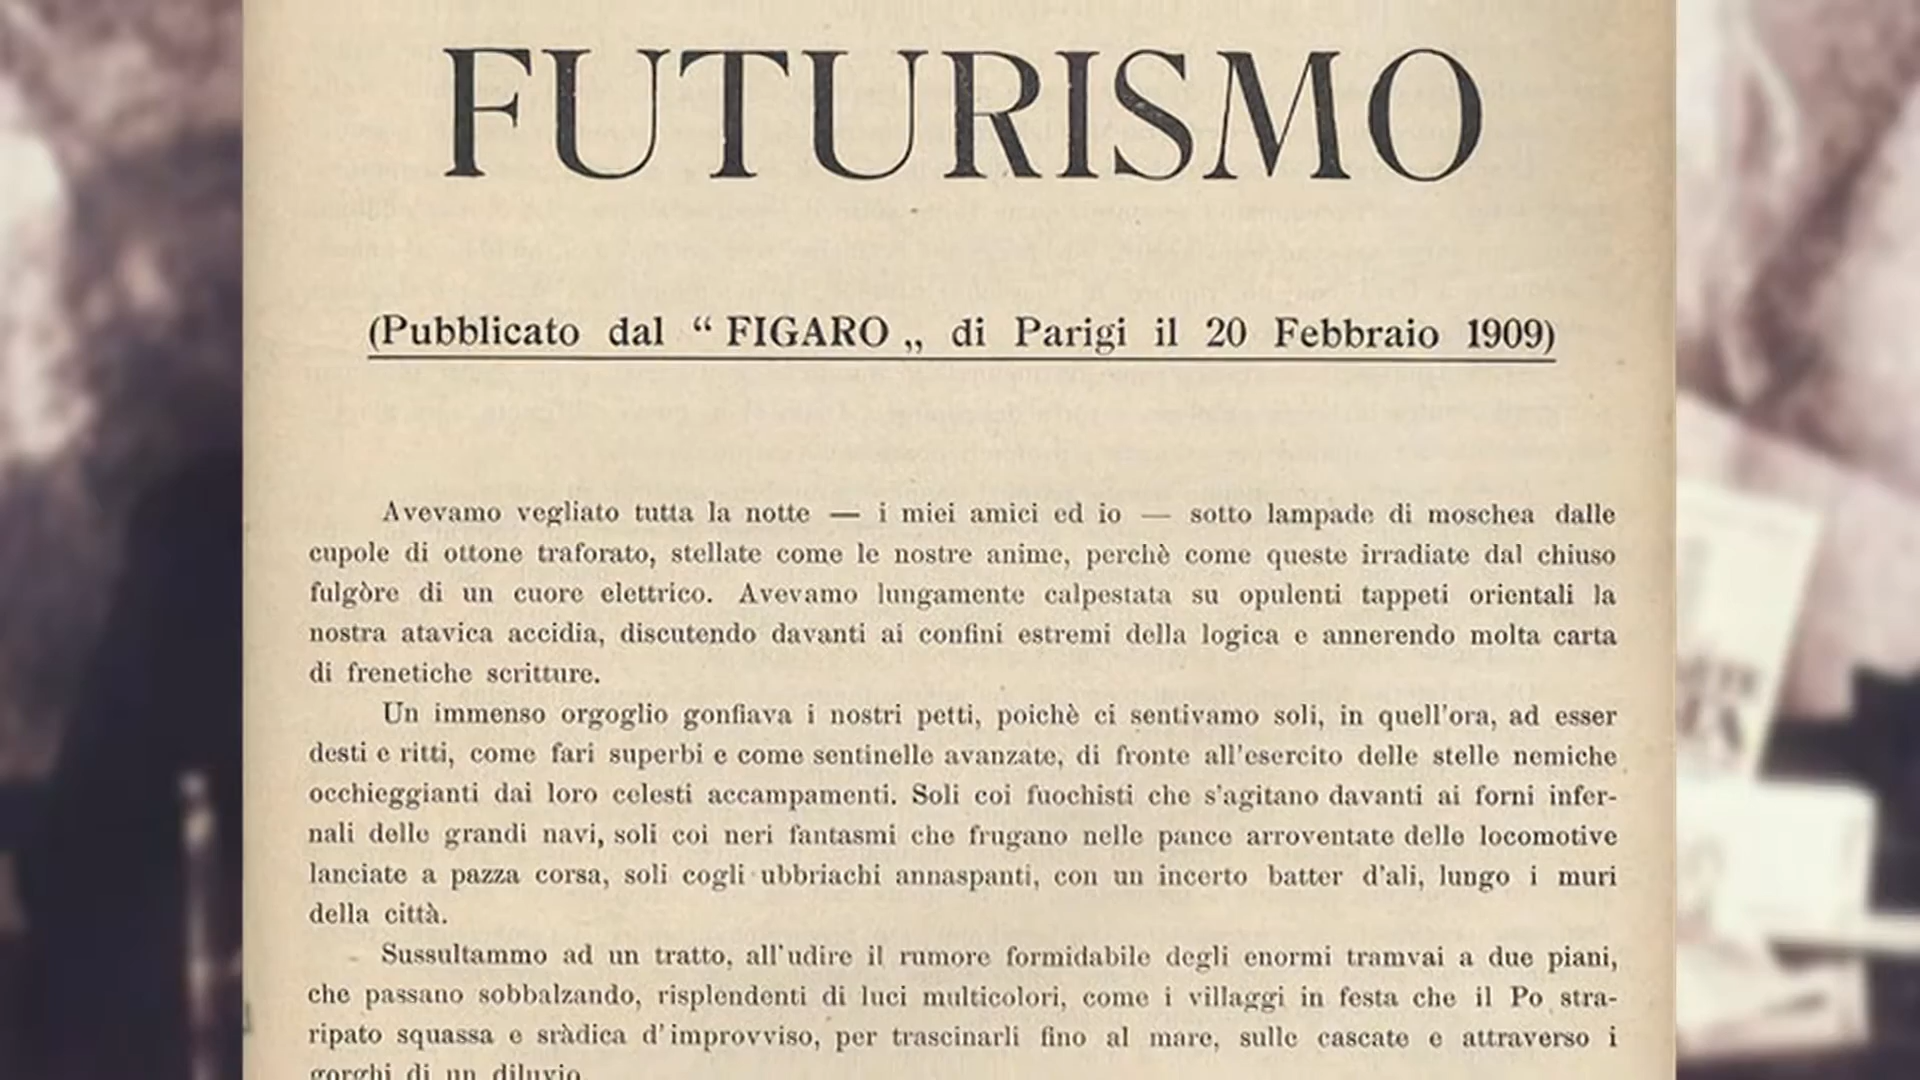 FUTURISMO
(Pubblicato dal “ FIGARO „ di Parigi il 20 Febbraio 1909)
Avevamo vegliato tutta la notte — i miei amici ed io — sotto lampade di moschea dalle
cupole di ottone traforato, stellate come le nostre anime, perchè come queste irradiate dal chiuso
fulgòre di un cuore elettrico. Avevamo lungamente calpestata su opulenti tappeti orientali la
nostra atavica accidia, discutendo davanti ai confini estremi della logica e annerendo molta carta
di frenetiche scritture.
Un immenso orgoglio gonfiava i nostri petti, poichè ci sentivamo soli, in quell'ora, ad esser
desti e ritti, come fari superbi e come sentinelle avanzate, di fronte all'esercito delle stelle nemiche
occhieggianti dai loro celesti accampamenti. Soli coi fuochisti che s'agitano davanti ai forni infer-
nali delle grandi navi, soli coi neri fantasmi che frugano nelle pance arroventate delle locomotive
lanciate a pazza corsa, soli cogli ubbriachi annaspanti, con un incerto batter d'ali, lungo i muri
della città.
Sussultammo ad un tratto, all'udire il rumore formidabile degli enormi tramvai a due piani,
che passano sobbalzando, risplendenti di luci multicolori, come i villaggi in festa che il Po stra-
ripato squassa e sràdica d'improvviso, per trascinarli fino al mare, sulle cascate e attraverso i
gorghi di un diluvio.